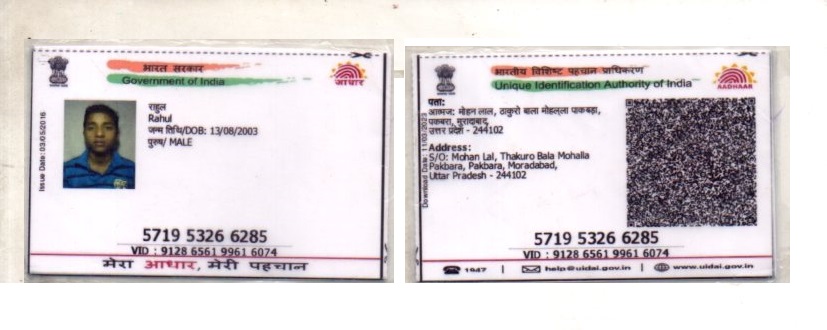 भारत सरकार
Government of India
आधार
Issue Date: 03/05/2016
राहुल
Rahul
जन्म तिथि/DOB: 13/08/2003
पुरुष/ MALE
5719 5326 6285
VID : 9128 6561 9961 6074
मेरा आधार, मेरी पहचान
भारतीय विशिष्ट पहचान प्राधिकरण
Unique Identification Authority of India
AADHAAR
Download Date:
पता:
आत्मज: मोहन लाल, ठाकुरो बाला मोहल्ला पाकबड़ा,
पकबरा, मुरादाबाद,
उत्तर प्रदेश - 244102
Address:
S/O: Mohan Lal, Thakuro Bala Mohalla
Pakbara, Pakbara, Moradabad,
Uttar Pradesh - 244102
5719 5326 6285
VID : 9128 6561 9961 6074
1947 | help@uidai.gov.in | www.uidai.gov.in